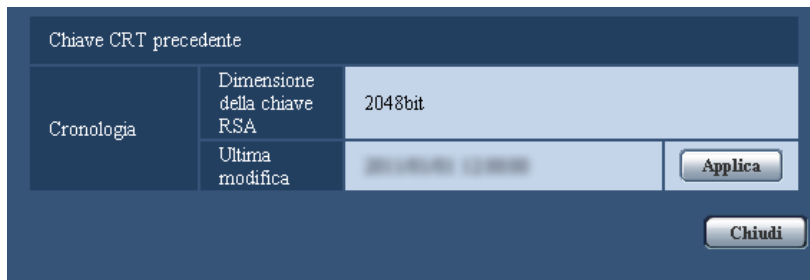 Chiave CRT precedente
Cronologia
Dimensione
della chiave
RSA
2048bit
Ultima
modifica
Applica
Chiudi